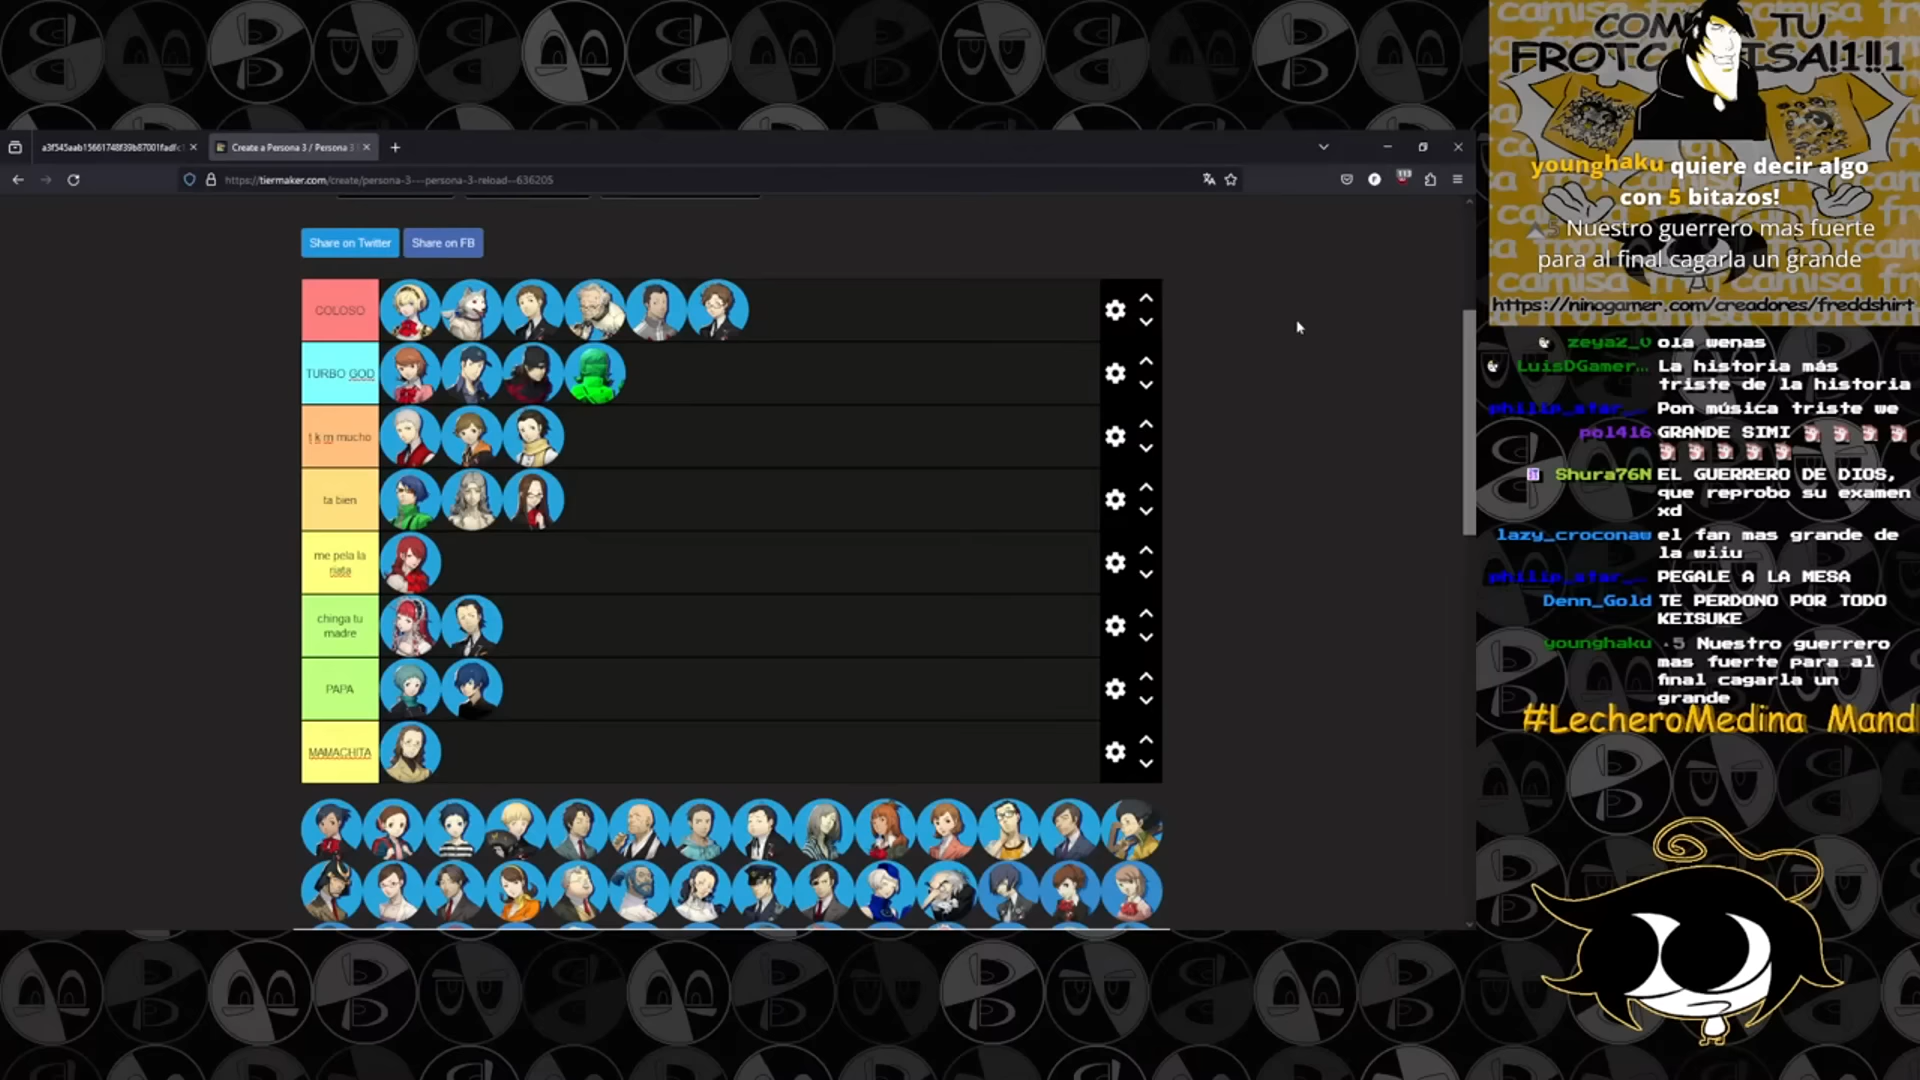 a3f545aab15661748f39b87001fadfc
Create a Persona 3 / Persona 3
https://tiermaker.com/create/persona-3---persona-3-reload--636205
Share on Twitter
Share on FB
COLOSO
TURBO GOD
t k m mucho
ta bien
me pela la
riata
chinga tu
madre
PAPA
MAMACHITA
younghaku quiere decir algo
con 5 bitazos!
Nuestro guerrero mas fuerte
para al final cagarla un grande
https://ninogamer.com/creadores/freddshirt
zeyaZ_0 ola wenas
LuisDGamer... La historia más
triste de la historia
philip_star_... Pon música triste we
pol416 GRANDE SIMI
Shura76N EL GUERRERO DE DIOS,
que reprobo su examen
xd
lazy_croconaw el fan mas grande de
la wiiu
philip_star_... PEGALE A LA MESA
Denn_Gold TE PERDONO POR TODO
KEISUKE
younghaku 5 Nuestro guerrero
mas fuerte para al
final cagarla un
grande
#LecheroMedina Mand